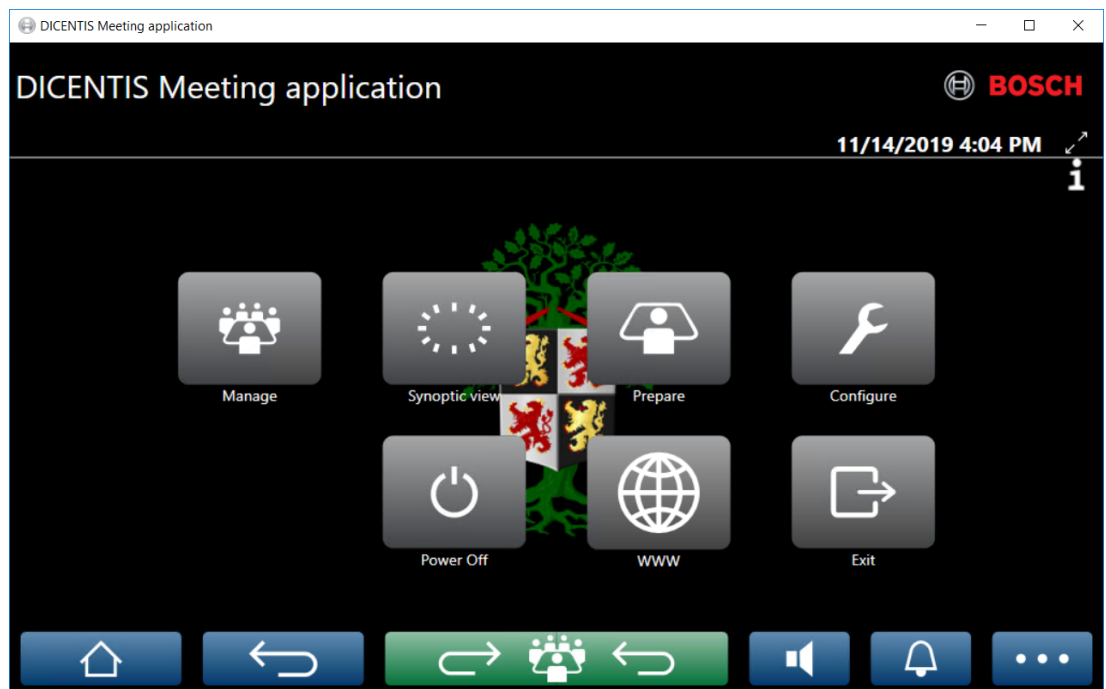 DICENTIS Meeting application
DICENTIS Meeting application
BOSCH
11/14/2019 4:04 PM
Manage
Synoptic view
Prepare
Configure
Power Off
WWW
Exit